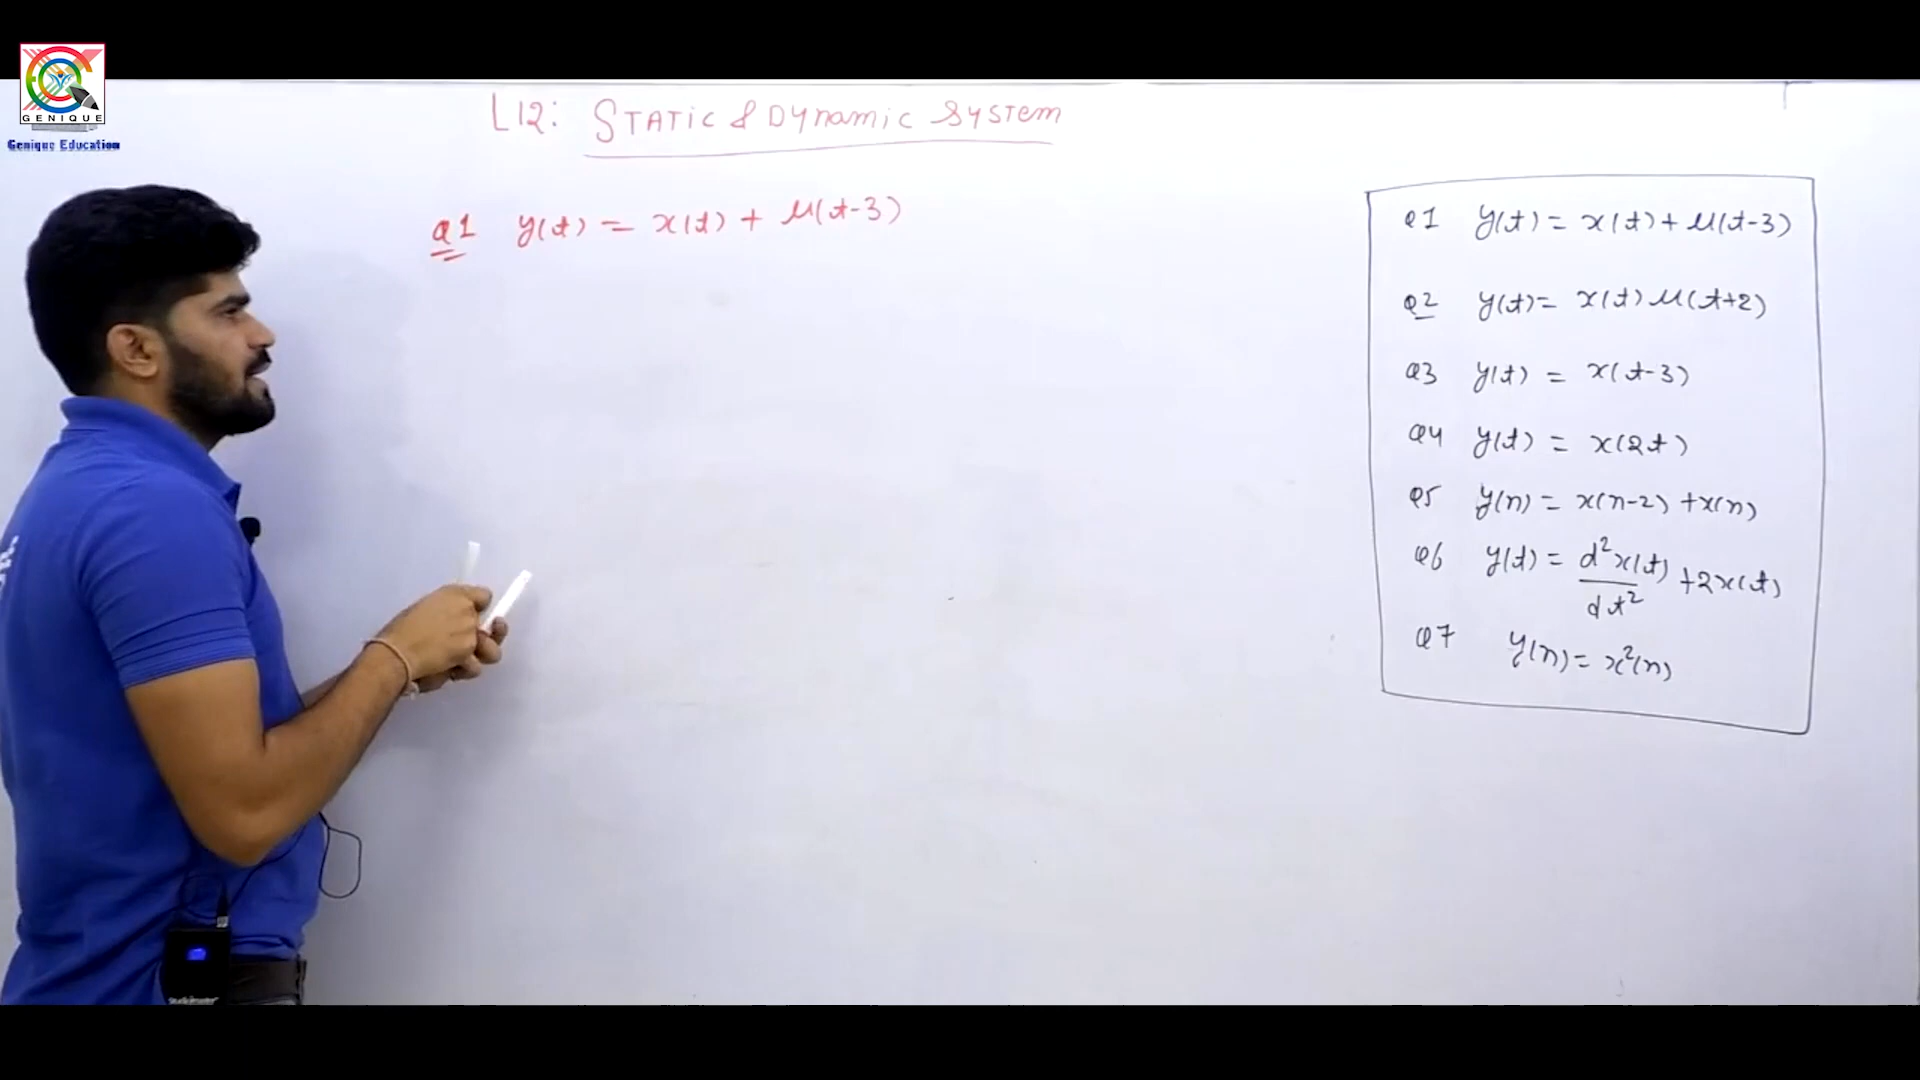 GENIQUE
Genique Education
L12: STATIC & DYNAMIC SYSTEM
Q1 y(t) = x(t) + u(t-3)
Q1 y(t) = x(t) + u(t-3)
Q2 y(t) = x(t) u(t+2)
Q3 y(t) = x(t-3)
Q4 y(t) = x(2t)
Q5 y(n) = x(n-2) + x(n)
Q6 y(t) = d²x(t)/dt² + 2x(t)
Q7 y(n) = x²(n)